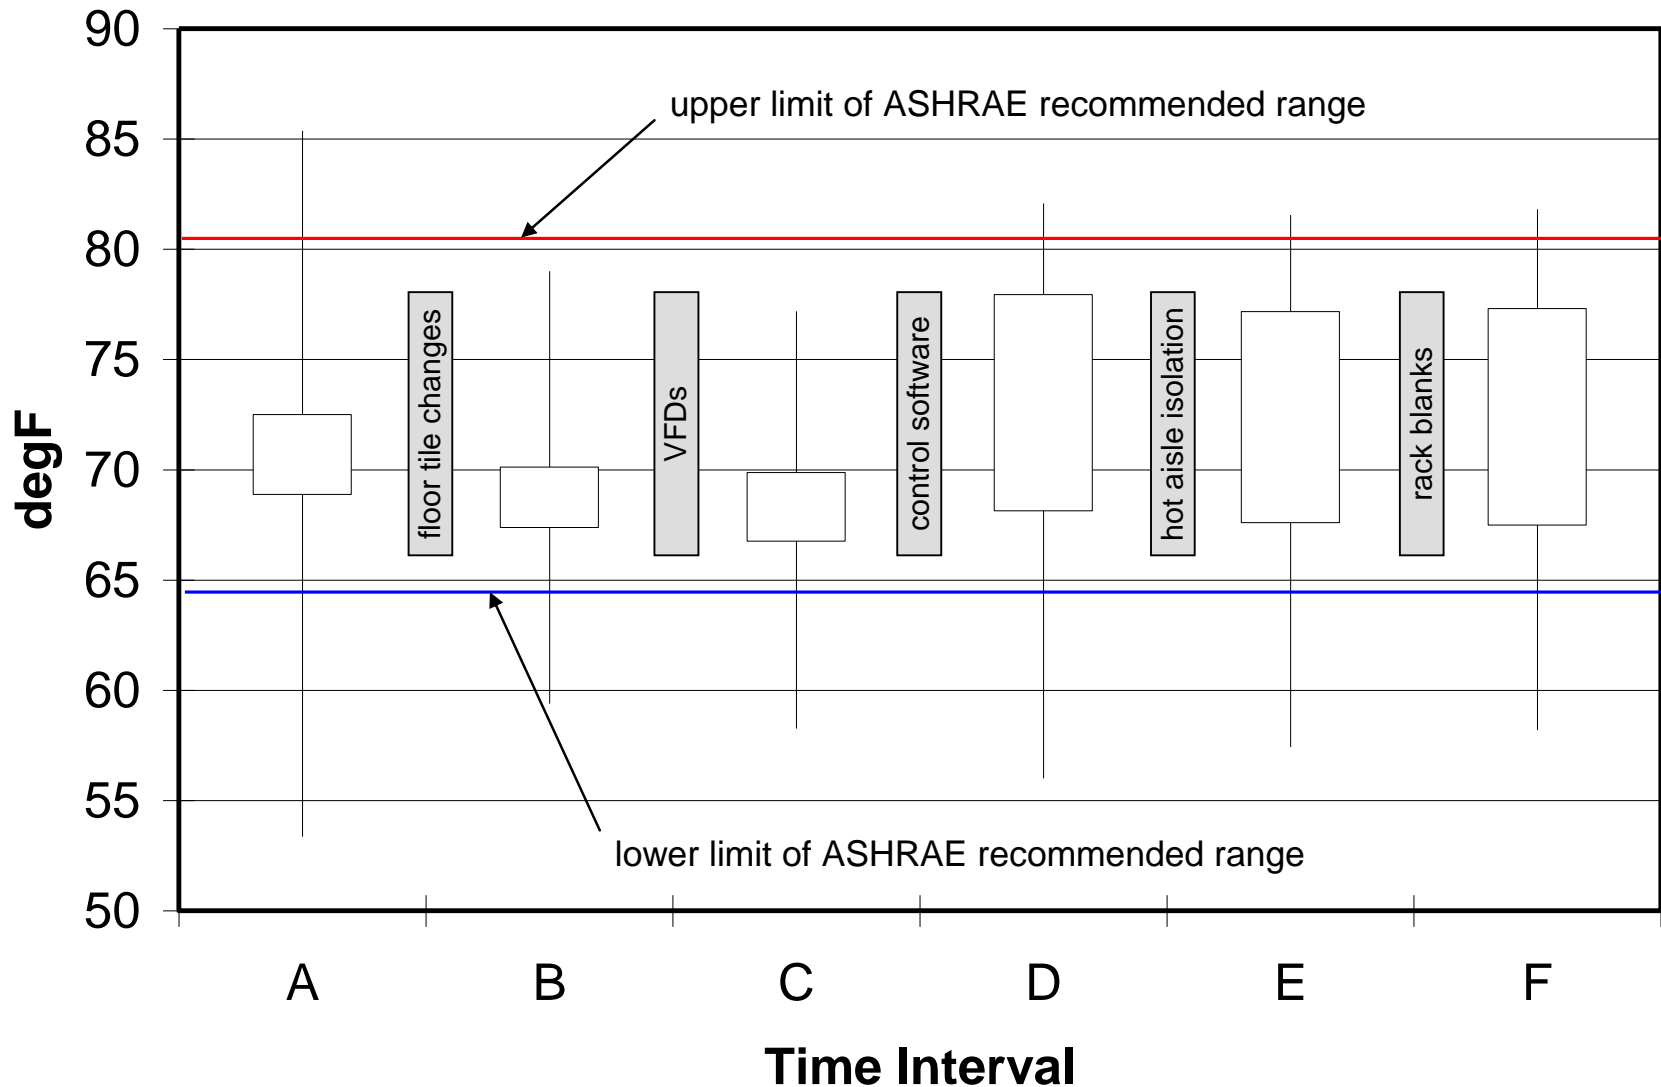 90
upper limit of ASHRAE recommended range
85
80
75
70
65
60
55
50
degF
floor tile changes
VFDs
control software
hot aisle isolation
rack blanks
lower limit of ASHRAE recommended range
A B C D E F
Time Interval